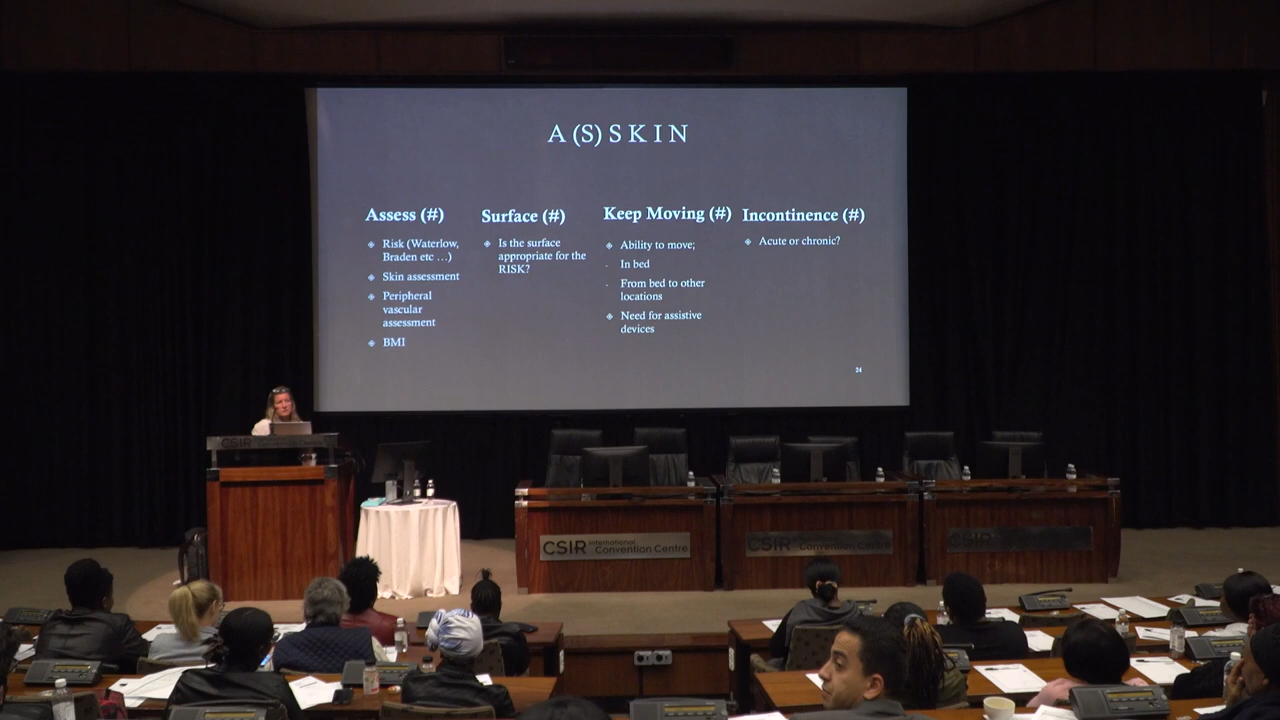 A (S) S K I N
Assess (#)
Risk (Waterlow,
Braden etc ...)
Skin assessment
Peripheral
vascular
assessment
BMI
Surface (#)
Is the surface
appropriate for the
RISK?
Keep Moving (#)
Ability to move;
In bed
From bed to other
locations
Need for assistive
devices
Incontinence (#)
Acute or chronic?
24
CSIR
CSIR International
Convention Centre
CSIR International
Convention Centre